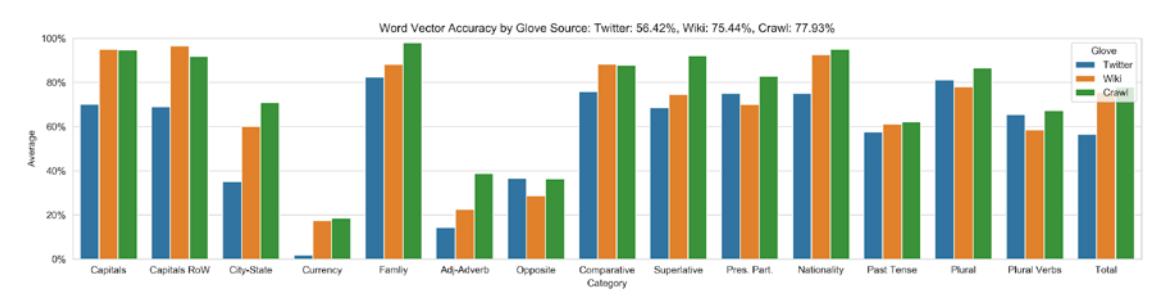 Word Vector Accuracy by Glove Source: Twitter: 56.42%, Wiki: 75.44%, Crawl: 77.93%
100%
80%
60%
40%
20%
0%
Average
Glove
Twitter
Wiki
Crawl
Capitals Capitals RoW City-State Currency Famliy Adj-Adverb Opposite Comparative Superlative Pres. Part. Nationality Past Tense Plural Plural Verbs Total
Category